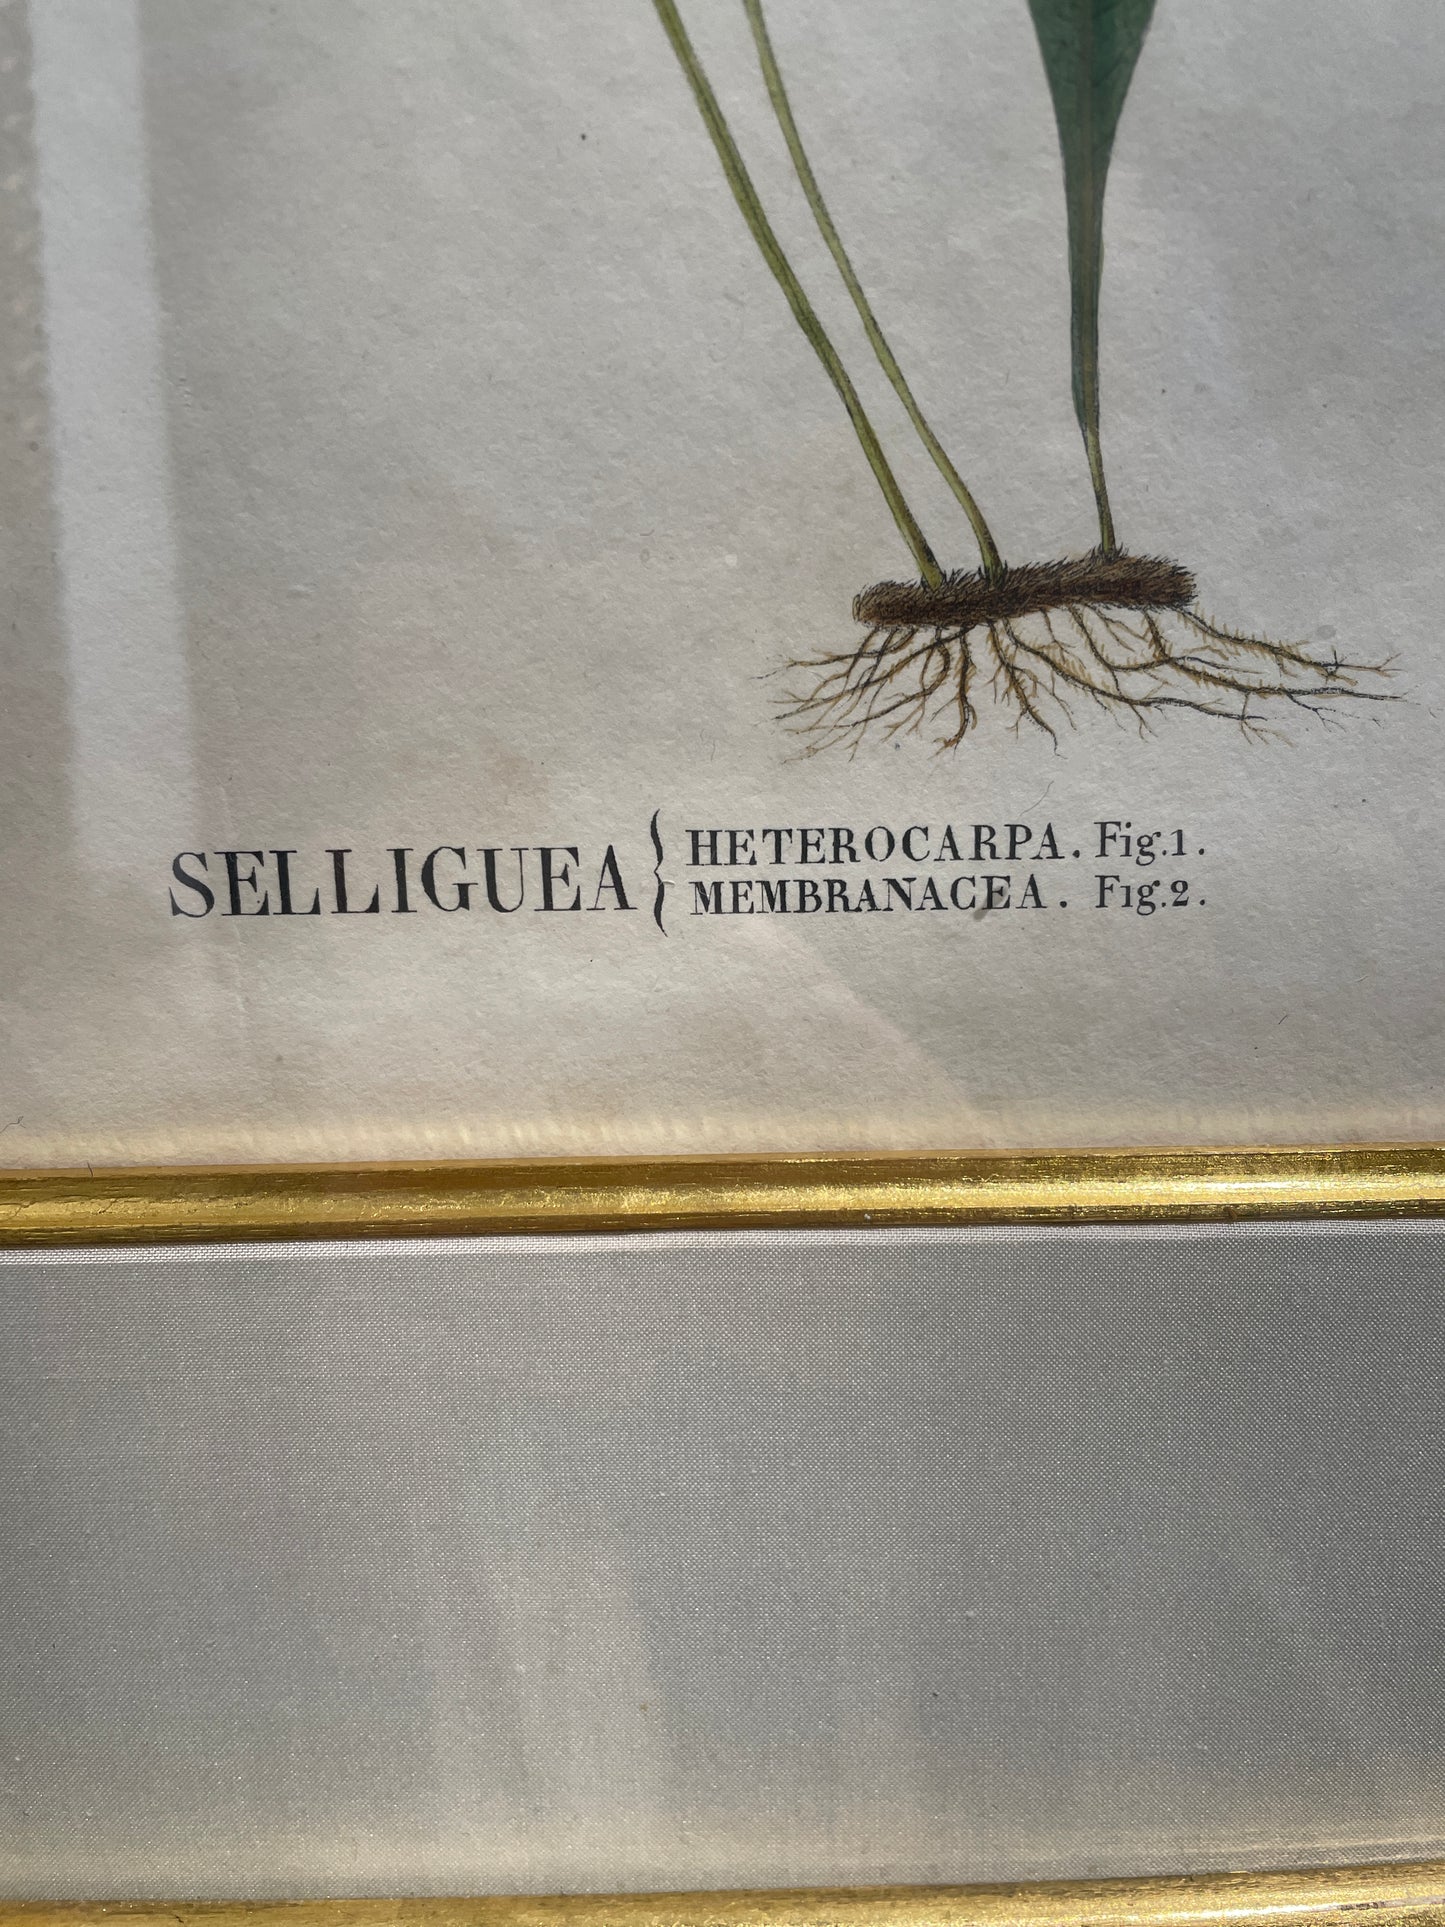 SELLIGUEA { HETEROCARPA. Fig.1.
MEMBRANACEA. Fig.2.